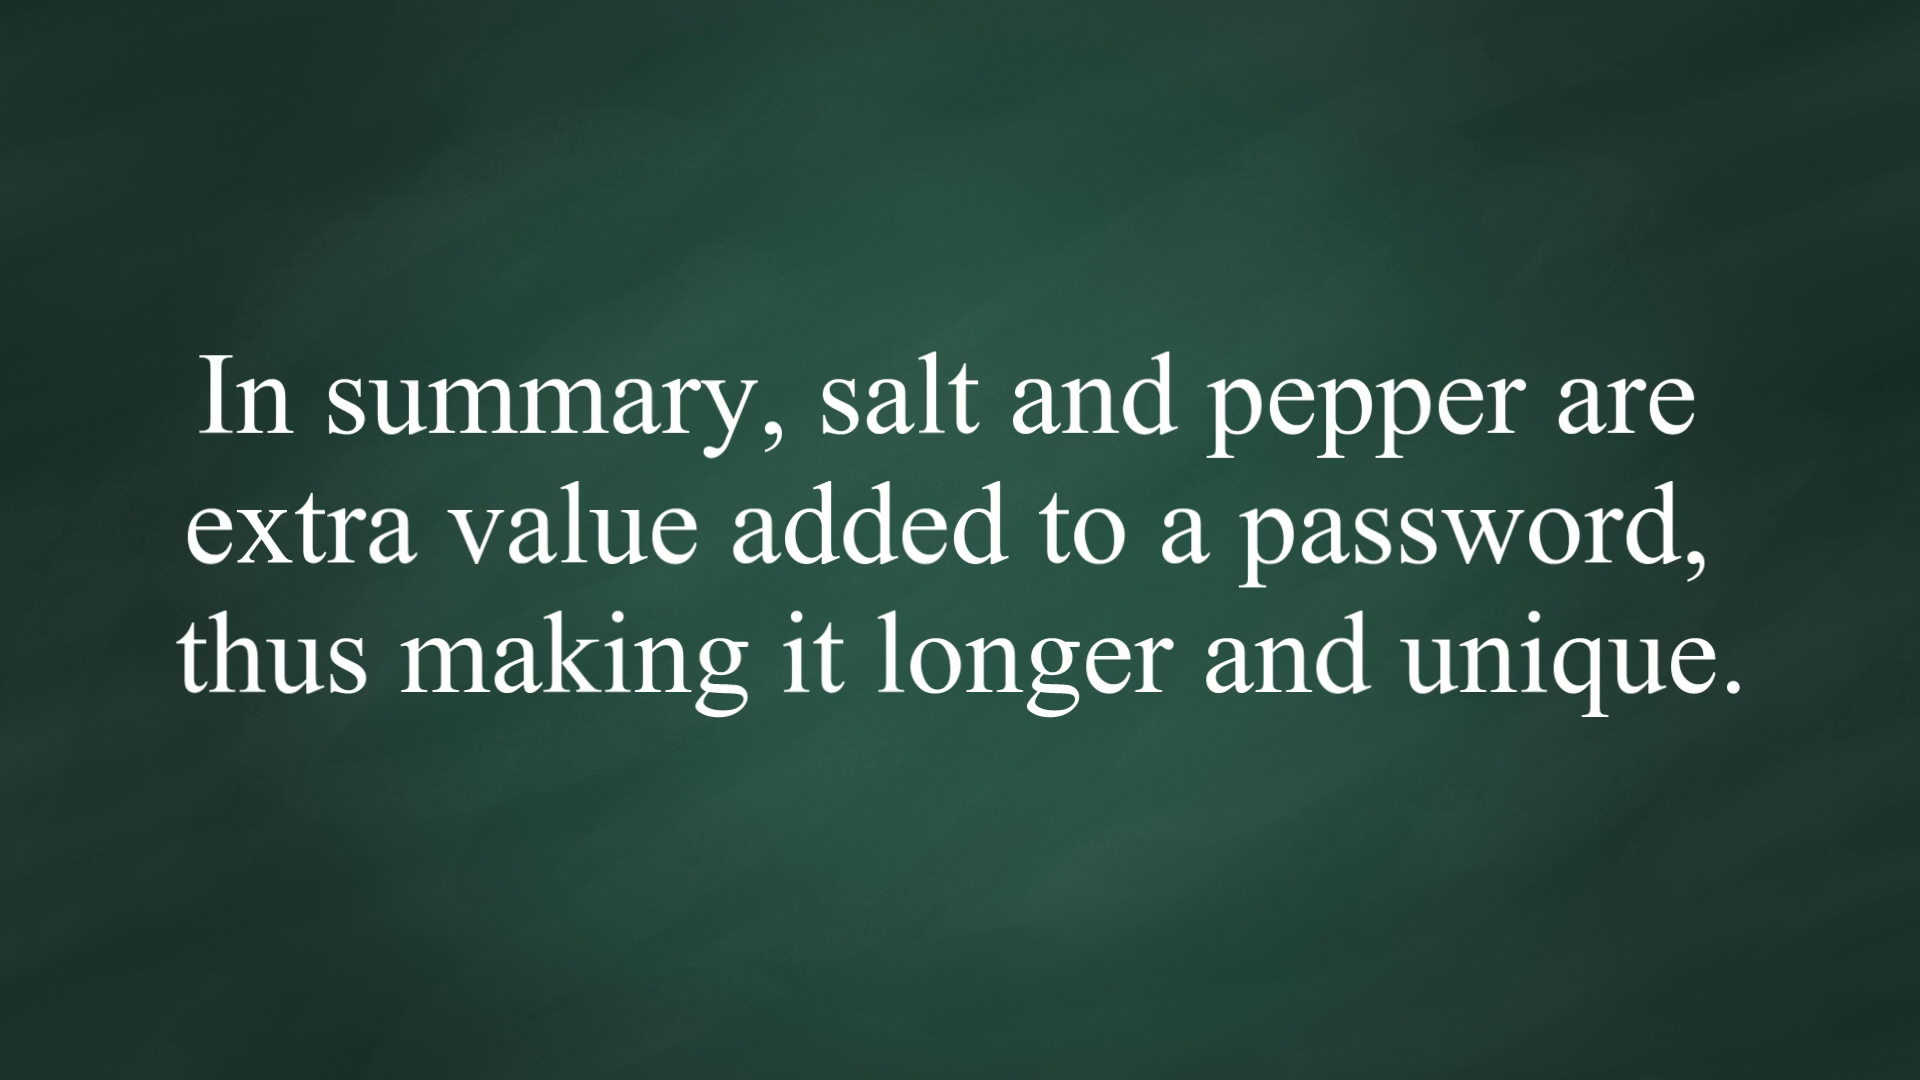 In summary, salt and pepper are
extra value added to a password,
thus making it longer and unique.